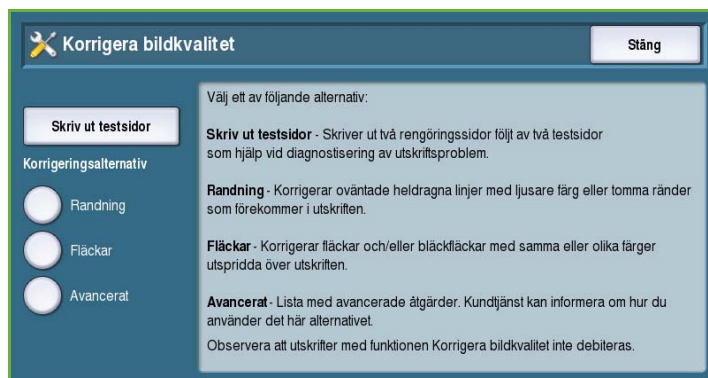 Korrigera bildkvalitet
Stäng
Skriv ut testsidor
Korrigeringsalternativ
Randning
Fläckar
Avancerat
Välj ett av följande alternativ:
Skriv ut testsidor - Skriver ut två rengöringssidor följt av två testsidor
som hjälp vid diagnostisering av utskriftsproblem.
Randning - Korrigerar oväntade heldragna linjer med ljusare färg eller tomma ränder
som förekommer i utskriften.
Fläckar - Korrigerar fläckar och/eller bläckfläckar med samma eller olika färger
utspridda över utskriften.
Avancerat - Lista med avancerade åtgärder. Kundtjänst kan informera om hur du
använder det här alternativet.
Observera att utskrifter med funktionen Korrigera bildkvalitet inte debiteras.